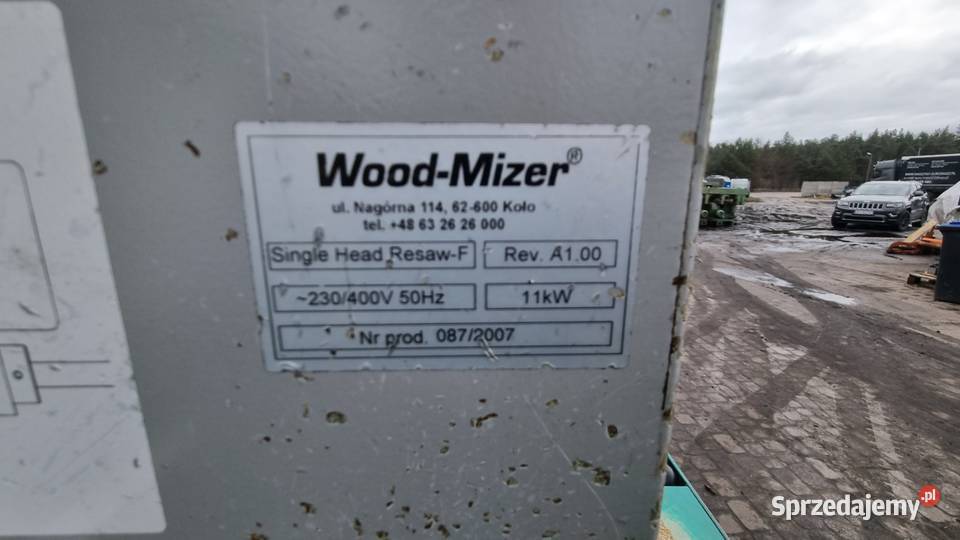 Wood-Mizer®
ul. Nagórna 114, 62-600 Koło
tel. +48 63 26 26 000
Single Head Resaw-F Rev. A1.00
~230/400V 50Hz 11kW
Nr prod. 087/2007
Sprzedajemy.pl